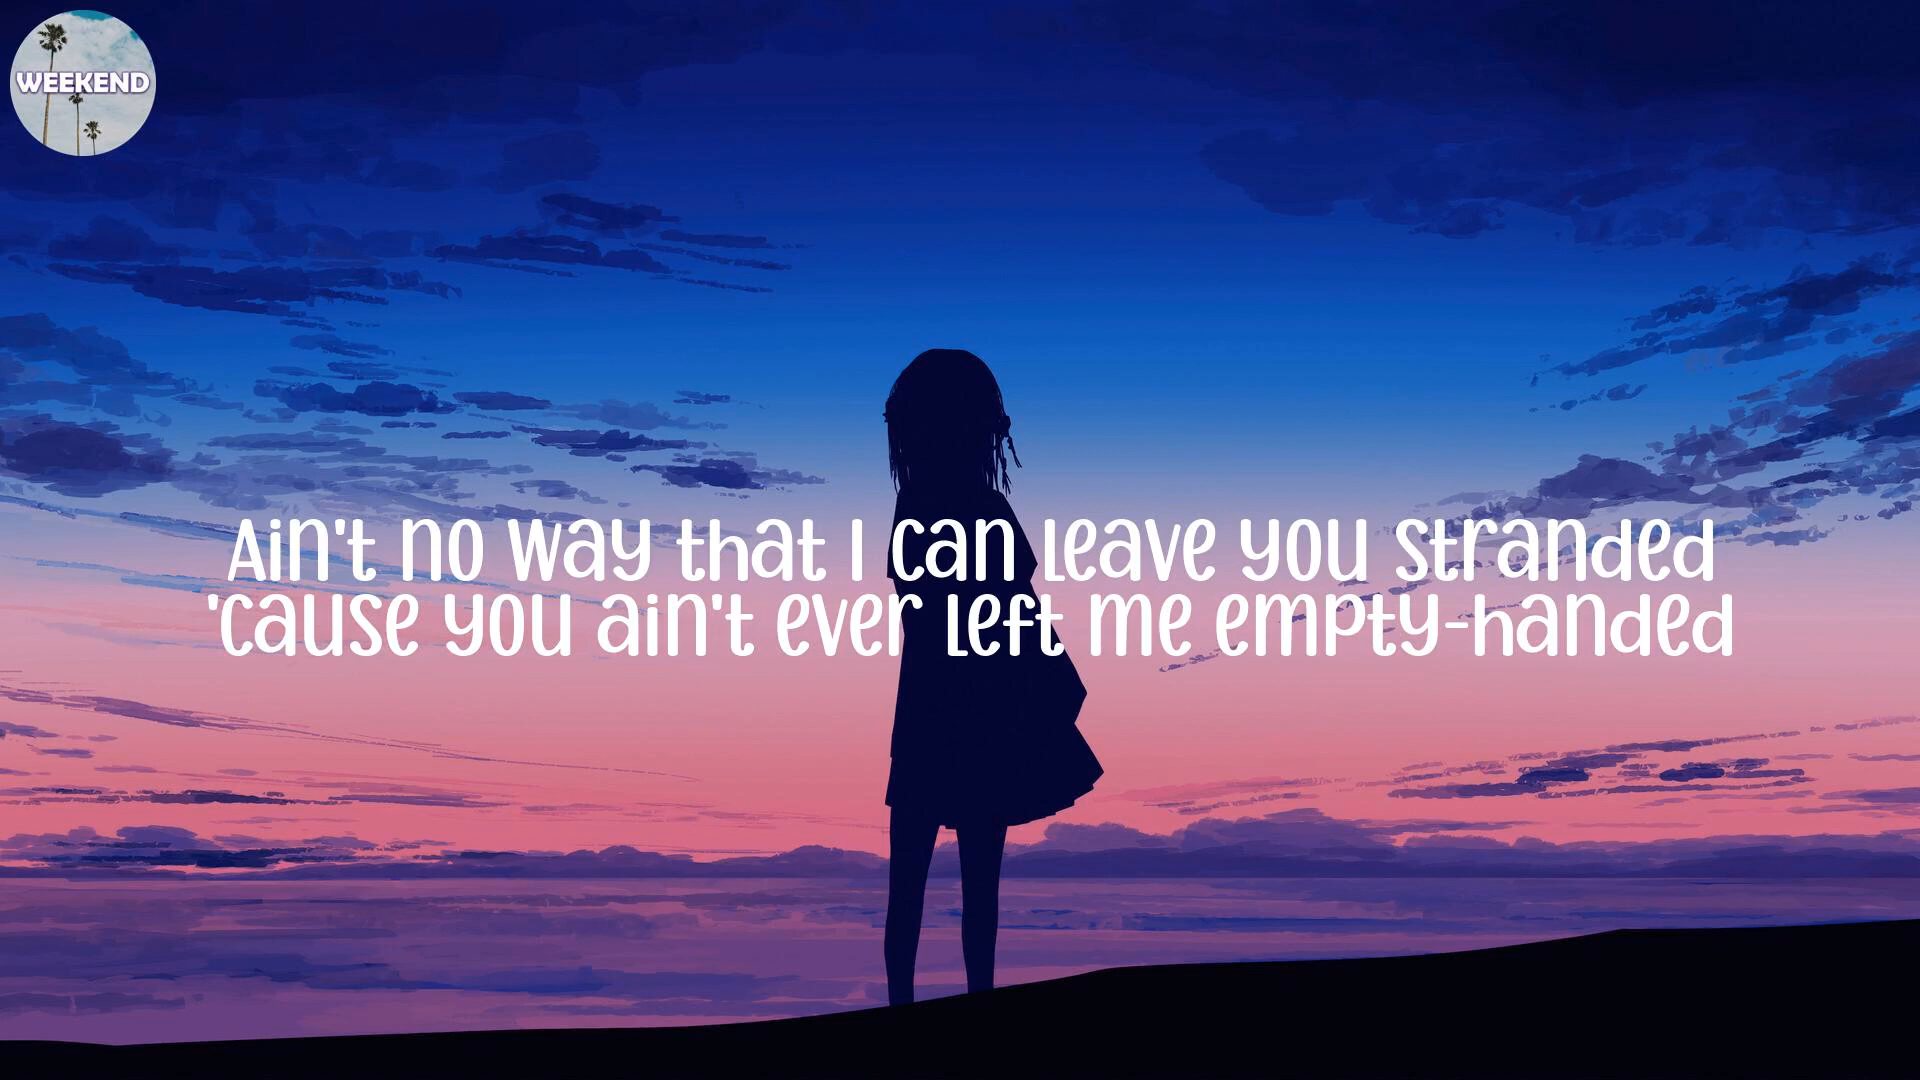 WEEKEND
Ain't no way that I can leave you stranded
'cause you ain't ever left me empty-handed